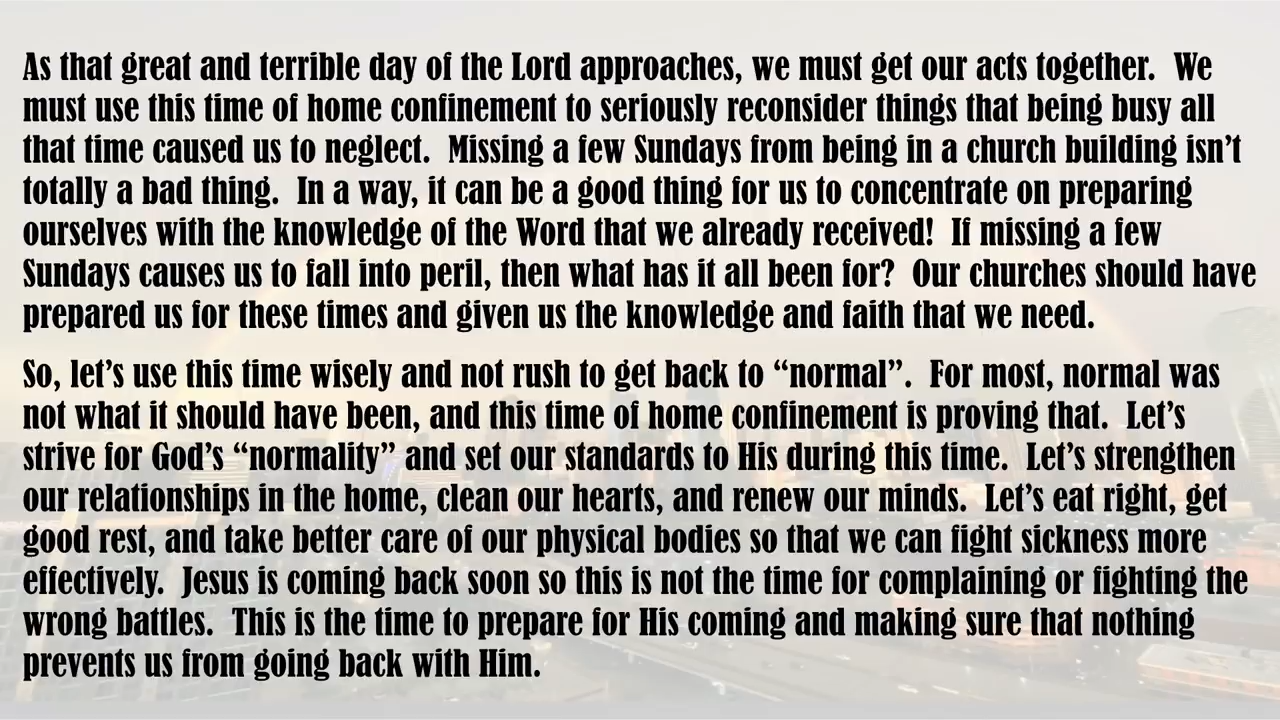 As that great and terrible day of the Lord approaches, we must get our acts together.  We
must use this time of home confinement to seriously reconsider things that being busy all
that time caused us to neglect.  Missing a few Sundays from being in a church building isn’t
totally a bad thing.  In a way, it can be a good thing for us to concentrate on preparing
ourselves with the knowledge of the Word that we already received!  If missing a few
Sundays causes us to fall into peril, then what has it all been for?  Our churches should have
prepared us for these times and given us the knowledge and faith that we need.
So, let’s use this time wisely and not rush to get back to “normal”.  For most, normal was
not what it should have been, and this time of home confinement is proving that.  Let’s
strive for God’s “normality” and set our standards to His during this time.  Let’s strengthen
our relationships in the home, clean our hearts, and renew our minds.  Let’s eat right, get
good rest, and take better care of our physical bodies so that we can fight sickness more
effectively.  Jesus is coming back soon so this is not the time for complaining or fighting the
wrong battles.  This is the time to prepare for His coming and making sure that nothing
prevents us from going back with Him.